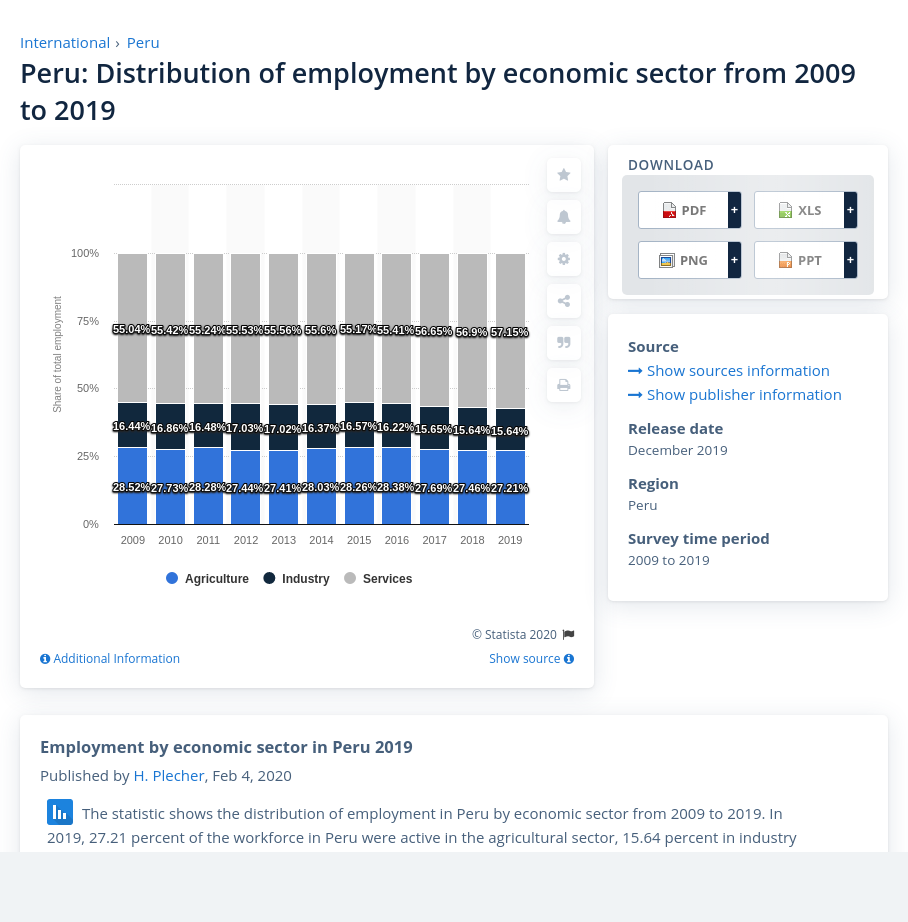 International › Peru
Peru: Distribution of employment by economic sector from 2009
to 2019
DOWNLOAD
PDF + XLS +
PNG + PPT +
Share of total employment
100%
75%
50%
25%
0%
55.04% 55.42% 55.24% 55.53% 55.56% 55.6% 55.17% 55.41% 56.65% 56.9% 57.15%
16.44% 16.86% 16.48% 17.03% 17.02% 16.37% 16.57% 16.22% 15.65% 15.64% 15.64%
28.52% 27.73% 28.28% 27.44% 27.41% 28.03% 28.26% 28.38% 27.69% 27.46% 27.21%
2009 2010 2011 2012 2013 2014 2015 2016 2017 2018 2019
Agriculture Industry Services
© Statista 2020
Additional Information Show source
Source
Show sources information
Show publisher information
Release date
December 2019
Region
Peru
Survey time period
2009 to 2019
Employment by economic sector in Peru 2019
Published by H. Plecher, Feb 4, 2020
The statistic shows the distribution of employment in Peru by economic sector from 2009 to 2019. In
2019, 27.21 percent of the workforce in Peru were active in the agricultural sector, 15.64 percent in industry